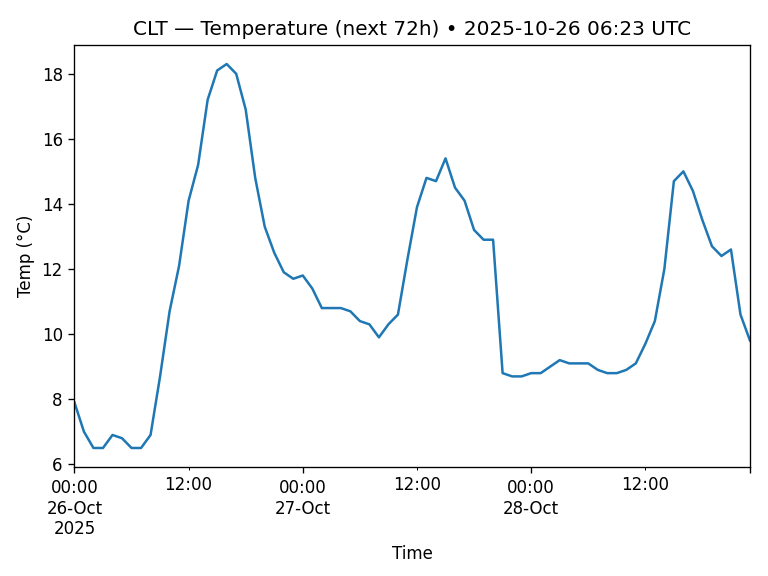 CLT — Temperature (next 72h) • 2025-10-26 06:23 UTC
Temp (°C)
18
16
14
12
10
8
6
00:00 12:00 00:00 12:00 00:00 12:00
26-Oct 27-Oct 28-Oct
2025
Time